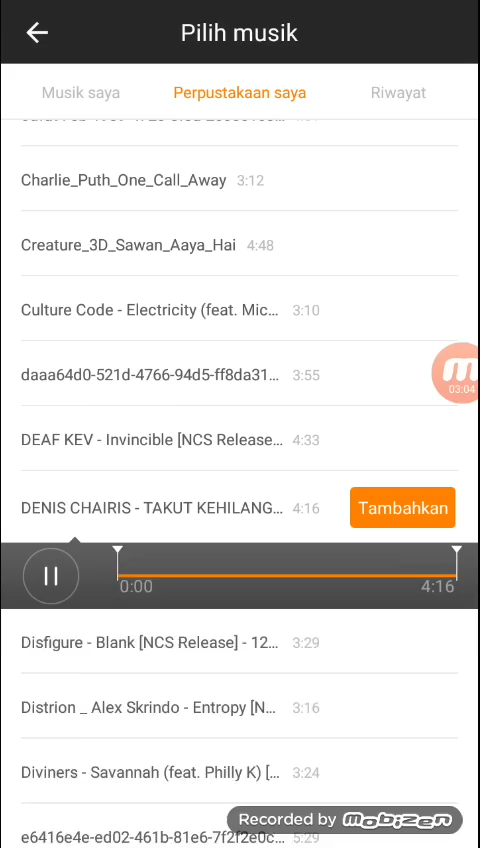 Pilih musik
Musik saya Perpustakaan saya Riwayat
Charlie_Puth_One_Call_Away 3:12
Creature_3D_Sawan_Aaya_Hai 4:48
Culture Code - Electricity (feat. Mic... 3:10
daaa64d0-521d-4766-94d5-ff8da31... 3:55
03:04
DEAF KEV - Invincible [NCS Release... 4:33
DENIS CHAIRIS - TAKUT KEHILANG... 4:16 Tambahkan
0:00 4:16
Disfigure - Blank [NCS Release] - 12... 3:29
Distrion _ Alex Skrindo - Entropy [N... 3:16
Diviners - Savannah (feat. Philly K) [... 3:24
Recorded by Mobizen
e6416e4e-ed02-461b-81e6-7f2f2e0c... 5:29